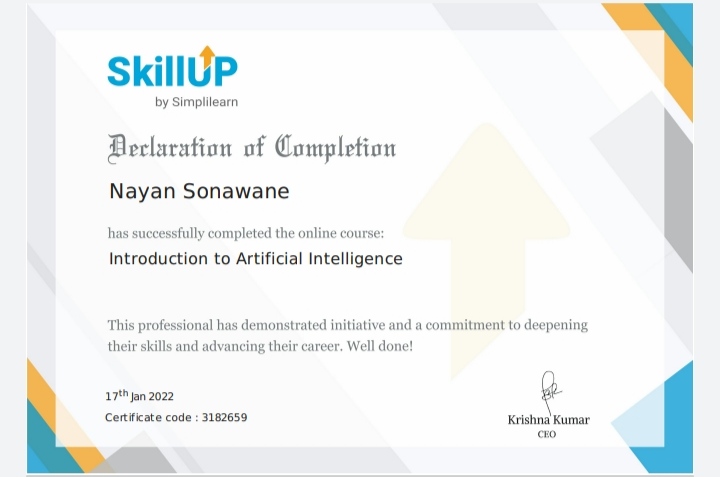 SkillUP
by Simplilearn
Declaration of Completion
Nayan Sonawane
has successfully completed the online course:
Introduction to Artificial Intelligence
This professional has demonstrated initiative and a commitment to deepening
their skills and advancing their career. Well done!
17th Jan 2022
Certificate code : 3182659
Krishna Kumar
CEO